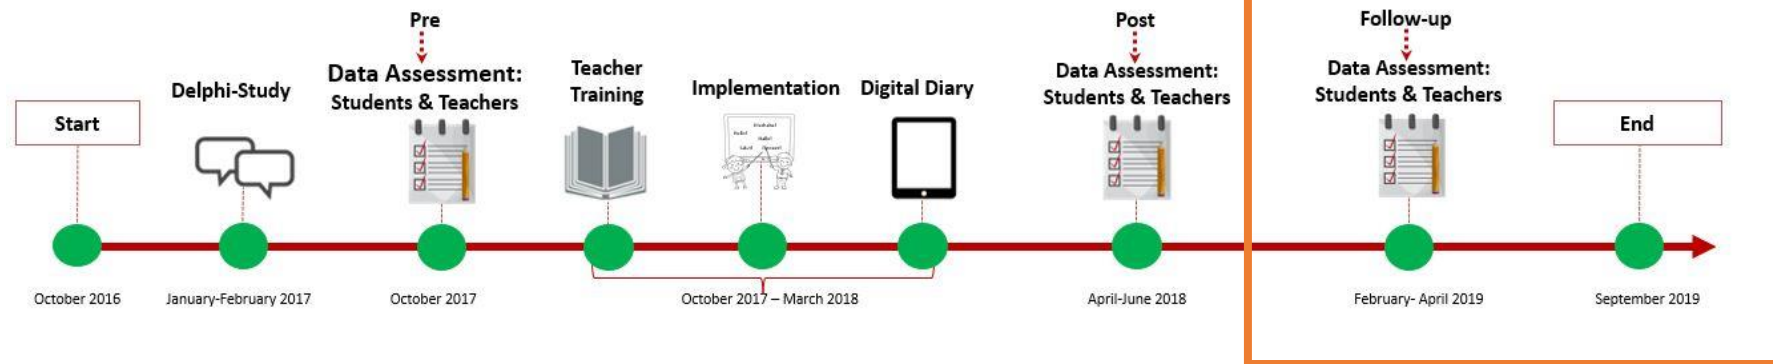 Start
October 2016
Delphi-Study
January-February 2017
Pre
Data Assessment:
Students & Teachers
October 2017
Teacher
Training
Implementation
Digital Diary
October 2017 – March 2018
Post
Data Assessment:
Students & Teachers
April-June 2018
Follow-up
Data Assessment:
Students & Teachers
February- April 2019
End
September 2019